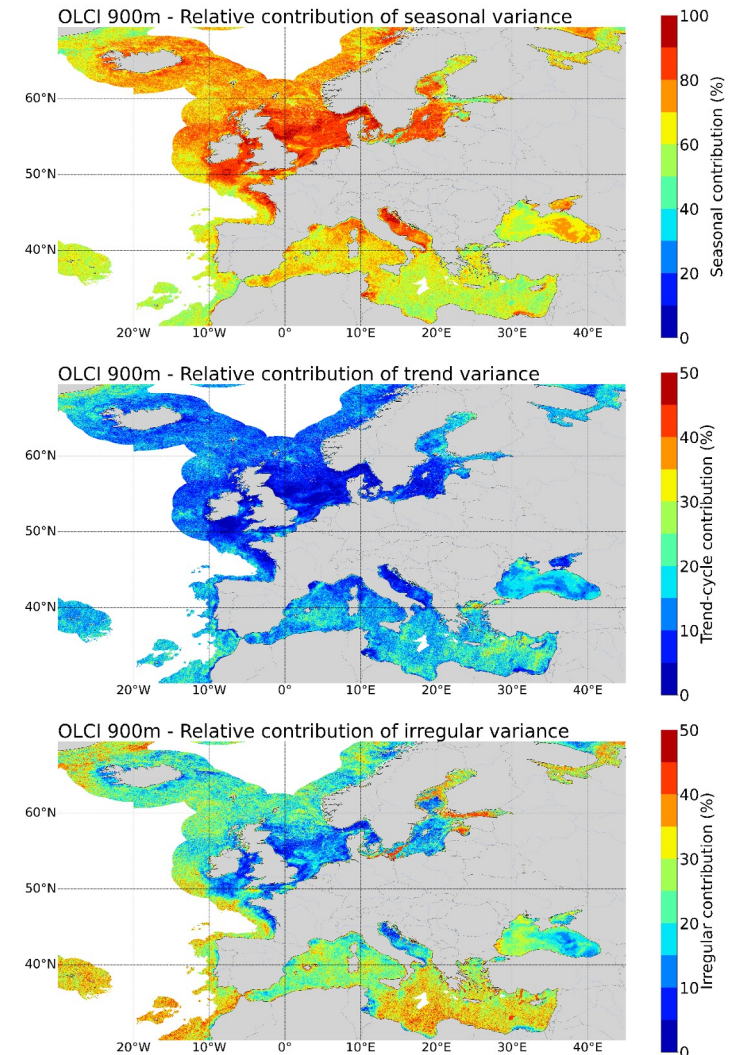 OLCI 900m - Relative contribution of seasonal variance
100
80
60
40
20
0
Seasonal contribution (%)
60°N
50°N
40°N
20°W 10°W 0° 10°E 20°E 30°E 40°E
OLCI 900m - Relative contribution of trend variance
50
40
30
20
10
0
Trend-cycle contribution (%)
60°N
50°N
40°N
20°W 10°W 0° 10°E 20°E 30°E 40°E
OLCI 900m - Relative contribution of irregular variance
50
40
30
20
10
0
Irregular contribution (%)
60°N
50°N
40°N
20°W 10°W 0° 10°E 20°E 30°E 40°E